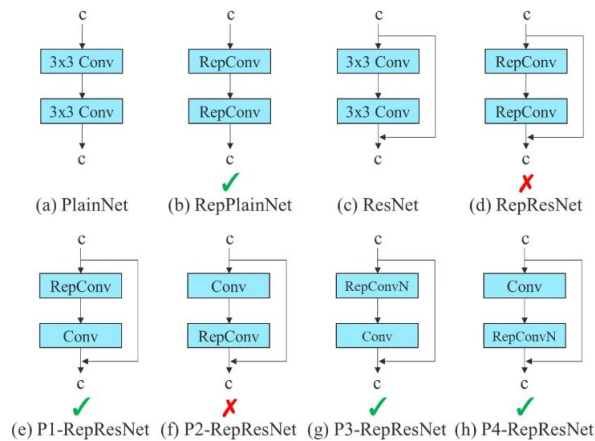 c c c c
3x3 Conv RepConv 3x3 Conv RepConv
3x3 Conv RepConv 3x3 Conv RepConv
c c c c
(a) PlainNet (b) RepPlainNet (c) ResNet (d) RepResNet
c c c c
RepConv Conv RepConvN Conv
Conv RepConv Conv RepConvN
c c c c
(e) P1-RepResNet (f) P2-RepResNet (g) P3-RepResNet (h) P4-RepResNet